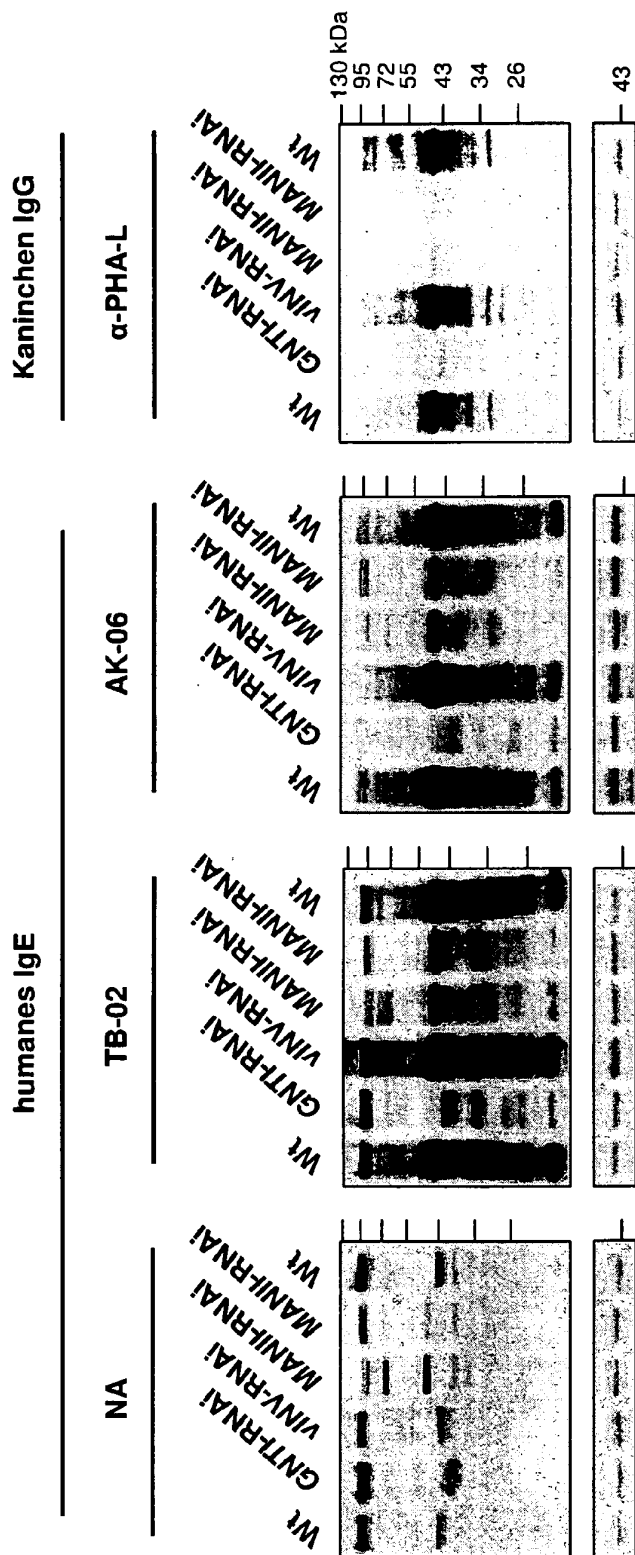 humanes IgE
Kaninchen IgG
NA
TB-02
AK-06
α-PHA-L
Wt
GNTI-RNAi
vINV-RNAi
MANII-RNAi
MANII-RNAi
Wt
Wt
GNTI-RNAi
vINV-RNAi
MANII-RNAi
MANII-RNAi
Wt
Wt
GNTI-RNAi
vINV-RNAi
MANII-RNAi
MANII-RNAi
Wt
Wt
GNTI-RNAi
vINV-RNAi
MANII-RNAi
MANII-RNAi
Wt
130 kDa
95
72
55
43
34
26
43